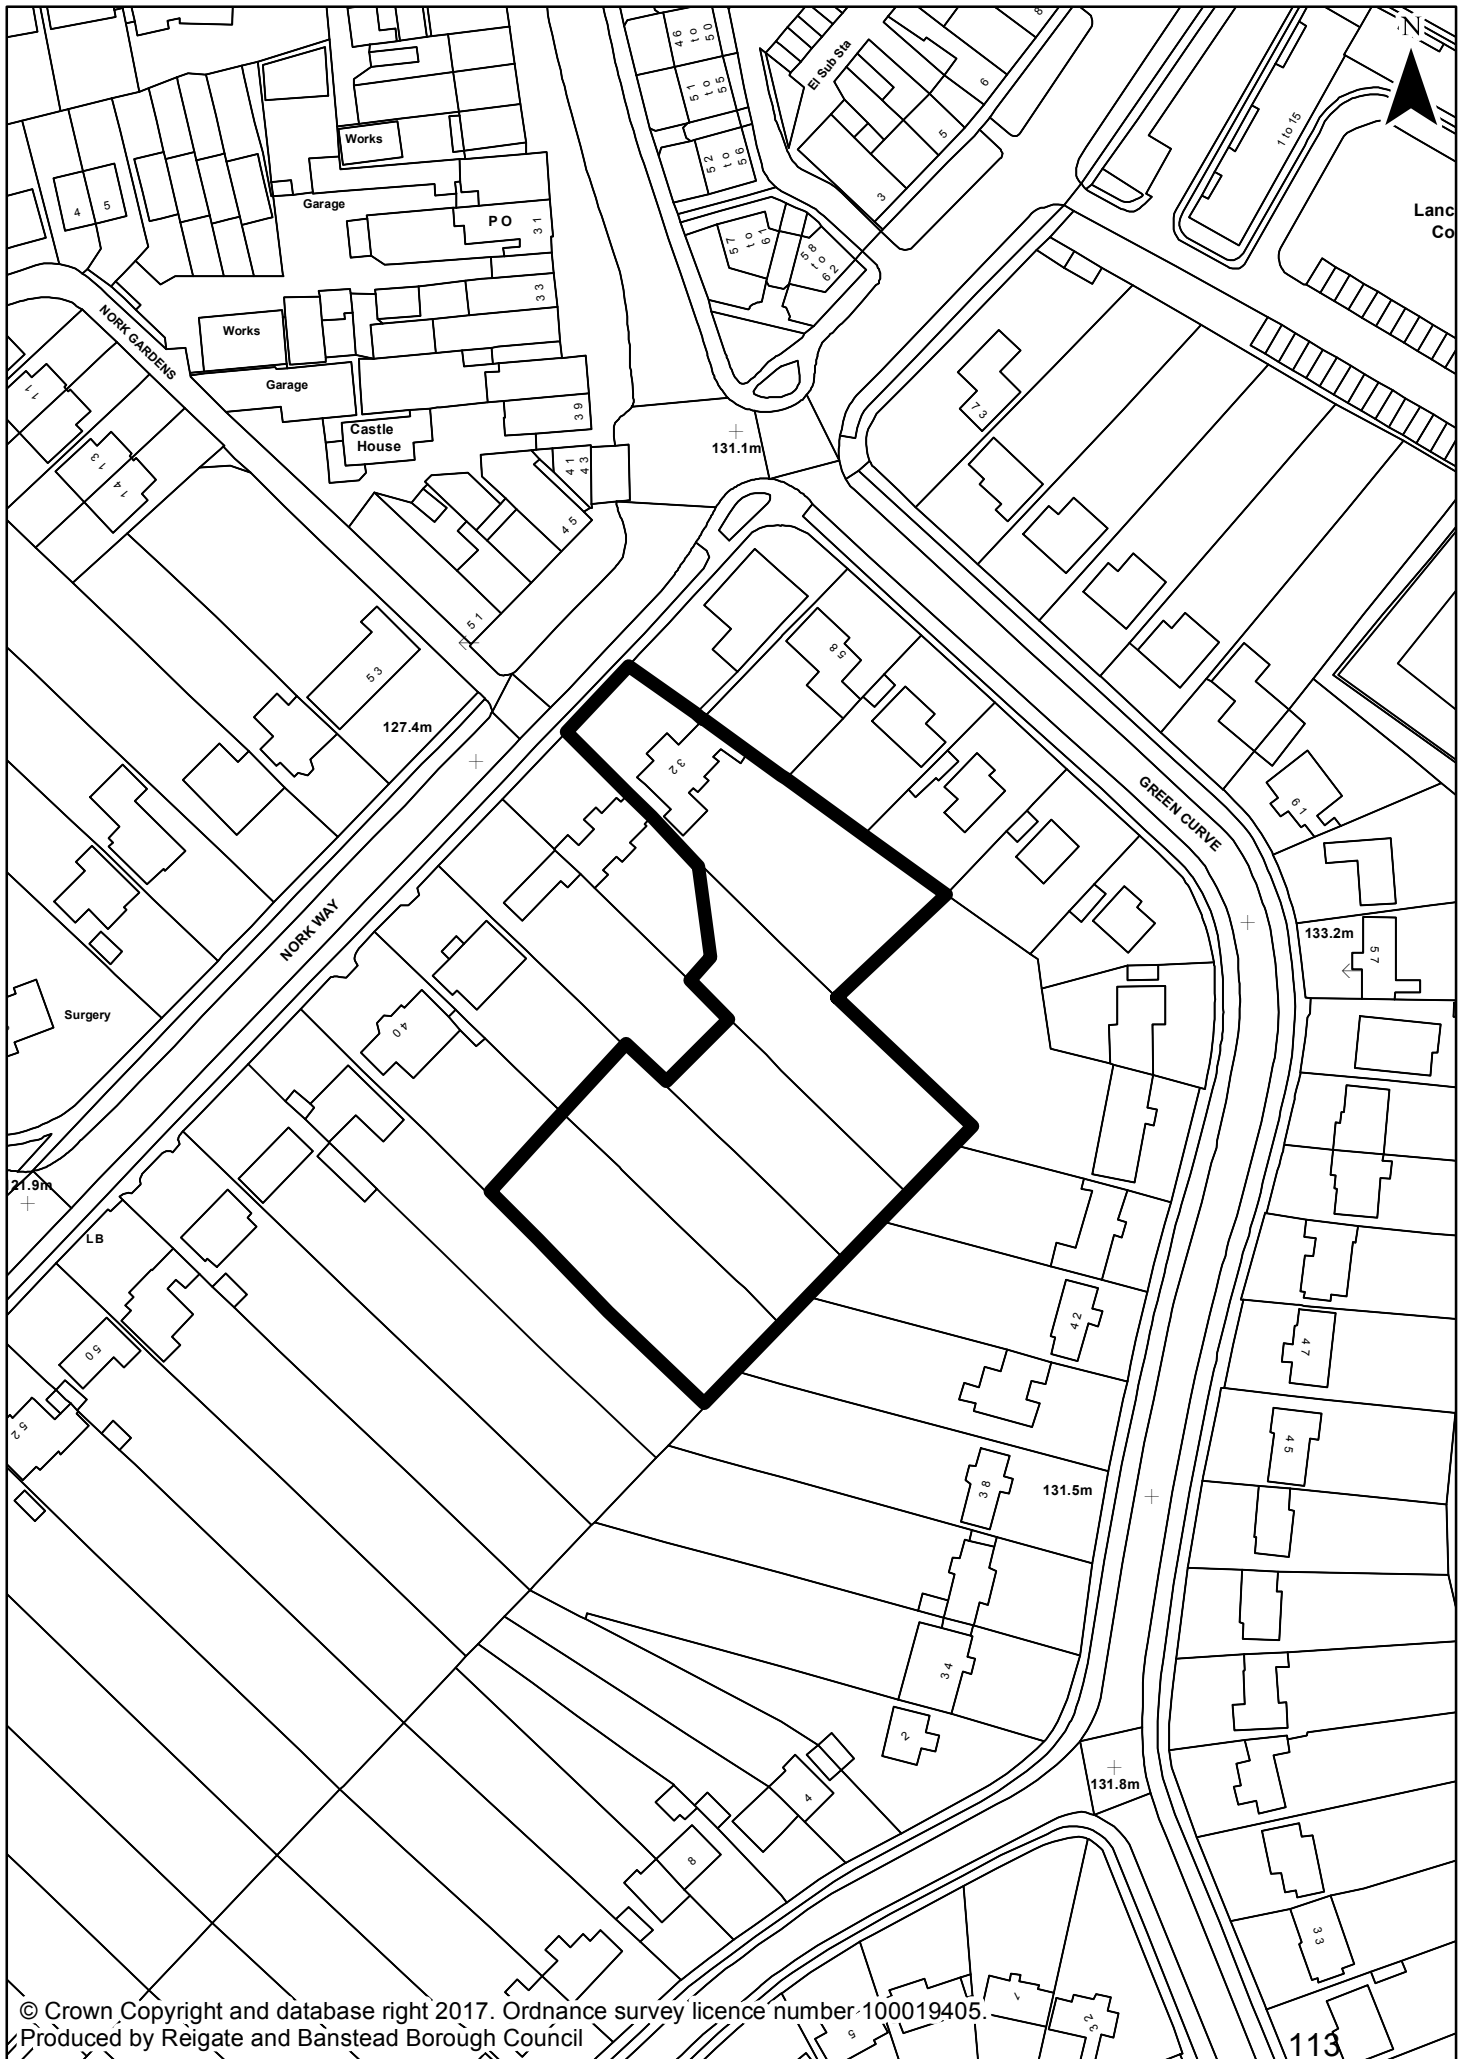 N
46
to
50
El Sub Sta
8
51
to
55
6
1 to 15
Works
52
to
56
5
4
5
Garage
P O
31
3
Lanc
Co
57
to
61
58
to
62
33
NORK GARDENS
Works
Garage
11
39
73
Castle
House
131.1m
13
14
41
43
45
51
58
53
127.4m
32
GREEN CURVE
61
NORK WAY
133.2m
57
Surgery
40
21.9m
LB
42
47
50
52
45
38
131.5m
34
2
131.8m
4
8
33
1
32
5
© Crown Copyright and database right 2017. Ordnance survey licence number 100019405.
Produced by Reigate and Banstead Borough Council
113